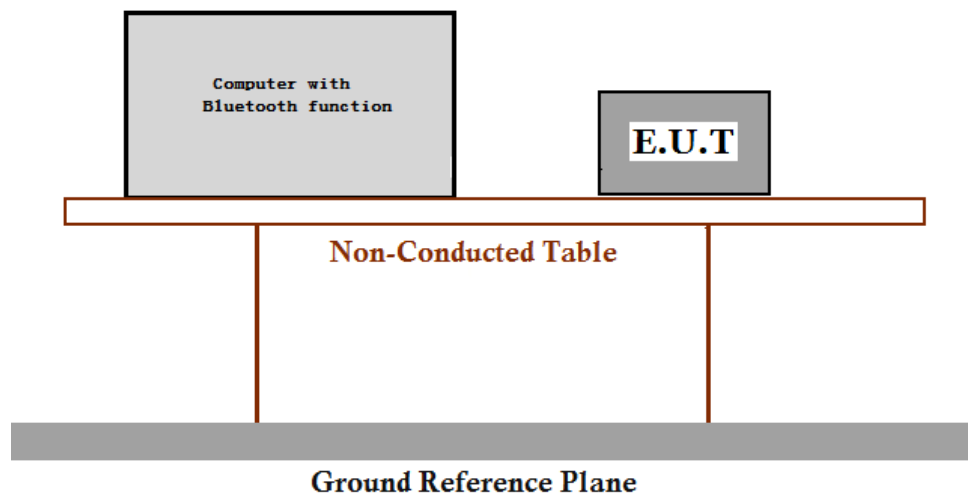 Computer with
Bluetooth function
E.U.T
Non-Conducted Table
Ground Reference Plane